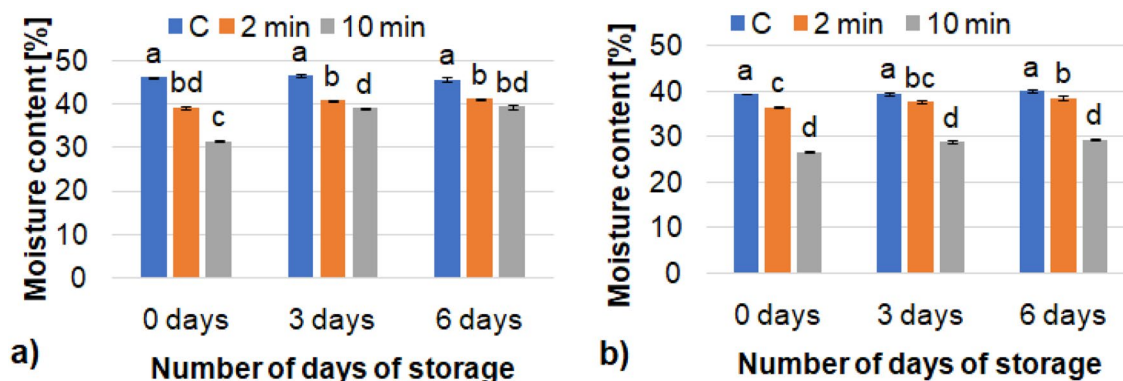 C 2 min 10 min
Moisture content [%]
50
40
30
20
10
0
a bd c
a b d
a b bd
0 days 3 days 6 days
Number of days of storage
a)
C 2 min 10 min
Moisture content [%]
50
40
30
20
10
0
a c d
a bc d
a b d
0 days 3 days 6 days
Number of days of storage
b)